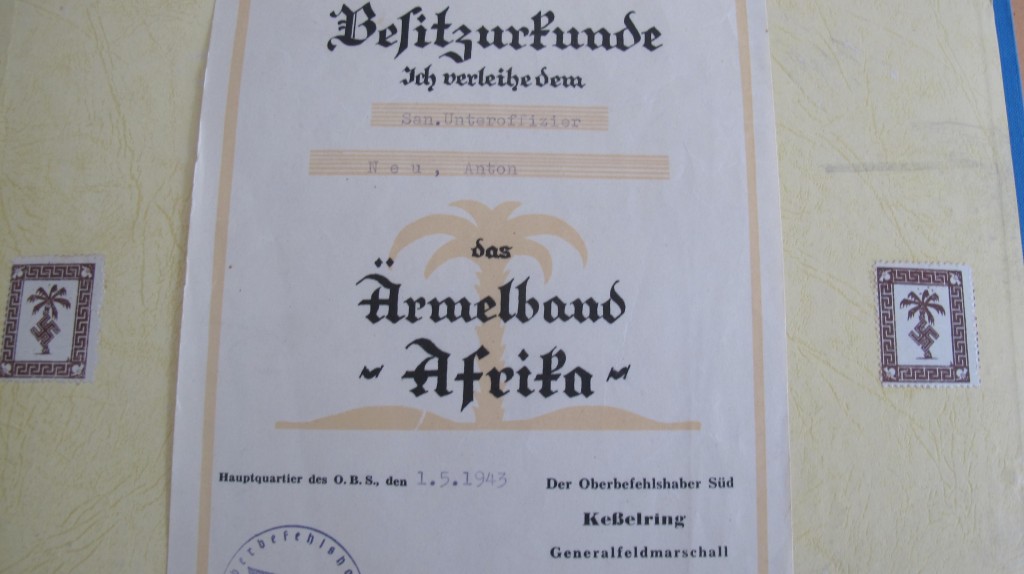 Besitzurkunde
Ich verleihe dem
San.Unteroffizier
N e u , Anton
das
Ärmelband
~ Afrika ~
Hauptquartier des O.B.S., den 1.5.1943
Der Oberbefehlshaber Süd
Keßelring
Generalfeldmarschall